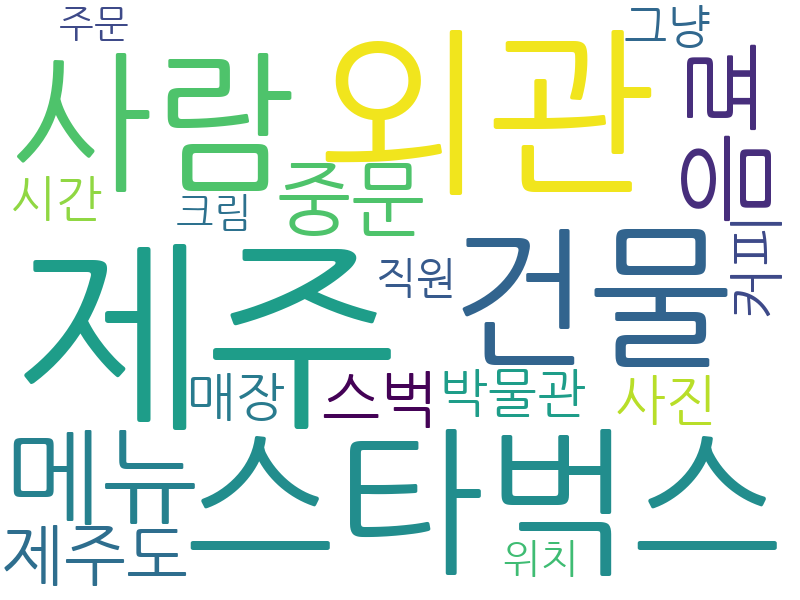 주문
그냥
사람
외관
음료
시간
크림
중문
커피
제주
직원
건물
매장
스벅
박물관
사진
메뉴
스타벅스
제주도
위치